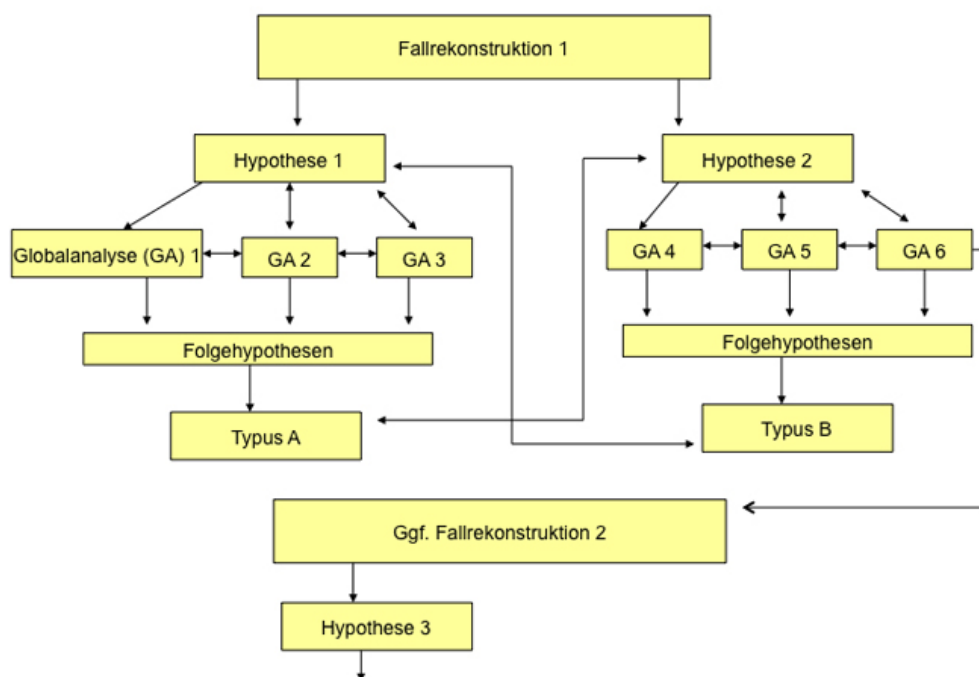 Fallrekonstruktion 1
Hypothese 1
Hypothese 2
Globalanalyse (GA) 1
GA 2
GA 3
GA 4
GA 5
GA 6
Folgehypothesen
Folgehypothesen
Typus A
Typus B
Ggf. Fallrekonstruktion 2
Hypothese 3